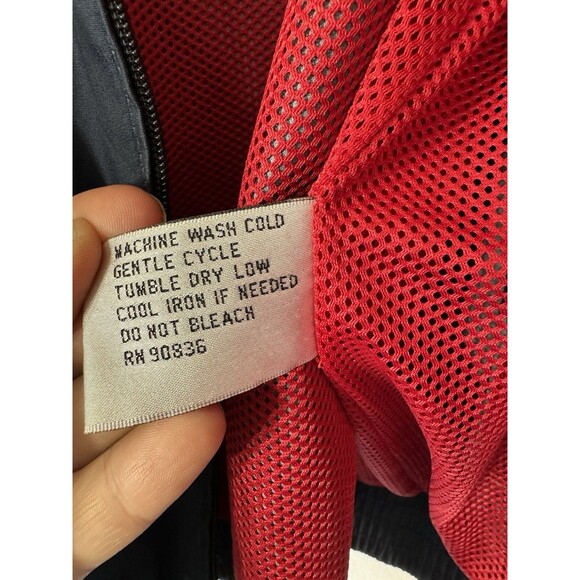 MACHINE WASH COLD
GENTLE CYCLE
TUMBLE DRY LOW
COOL IRON IF NEEDED
DO NOT BLEACH
RN 90836